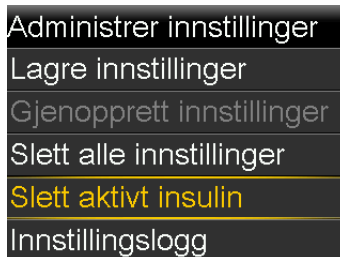 Administrer innstillinger
Lagre innstillinger
Gjenopprett innstillinger
Slett alle innstillinger
Slett aktivt insulin
Innstillingslogg